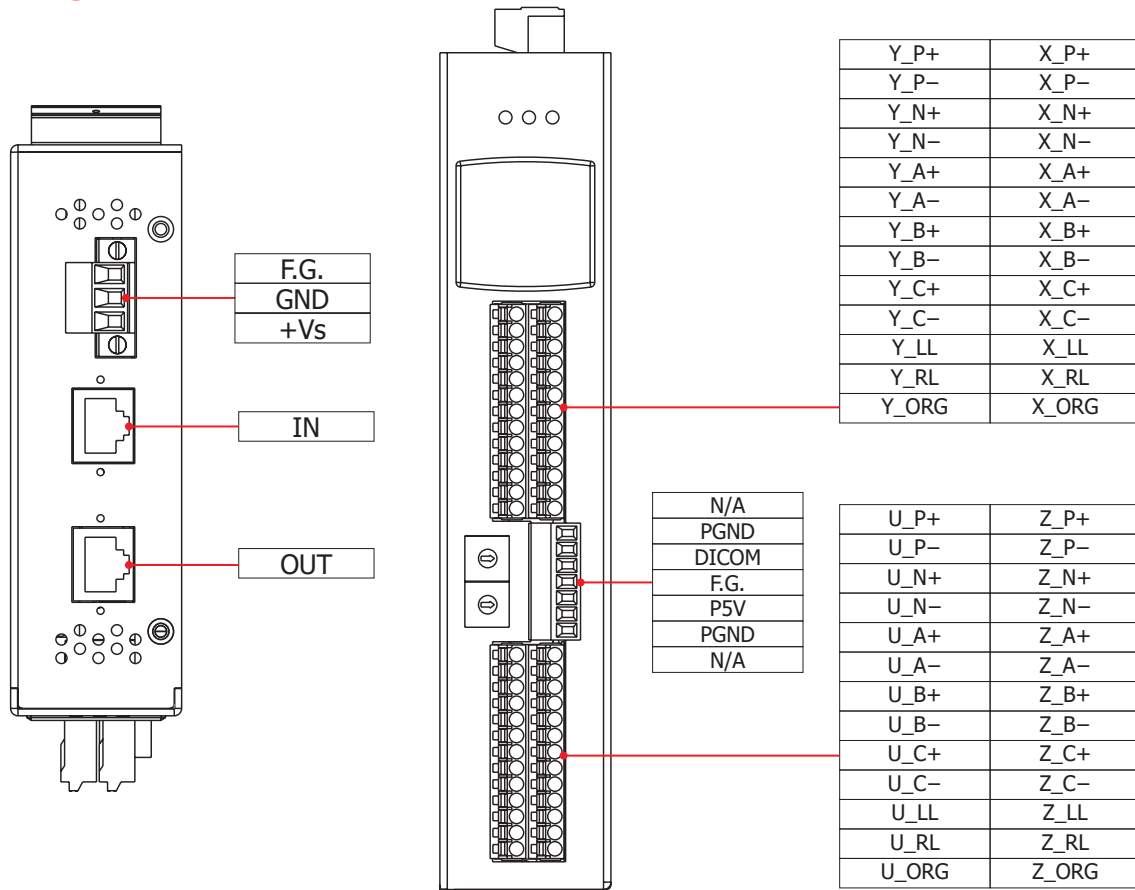 F.G.
GND
+Vs
IN
OUT
N/A
PGND
DICOM
F.G.
P5V
PGND
N/A
Y_P+ X_P+
Y_P− X_P−
Y_N+ X_N+
Y_N− X_N−
Y_A+ X_A+
Y_A− X_A−
Y_B+ X_B+
Y_B− X_B−
Y_C+ X_C+
Y_C− X_C−
Y_LL X_LL
Y_RL X_RL
Y_ORG X_ORG
U_P+ Z_P+
U_P− Z_P−
U_N+ Z_N+
U_N− Z_N−
U_A+ Z_A+
U_A− Z_A−
U_B+ Z_B+
U_B− Z_B−
U_C+ Z_C+
U_C− Z_C−
U_LL Z_LL
U_RL Z_RL
U_ORG Z_ORG